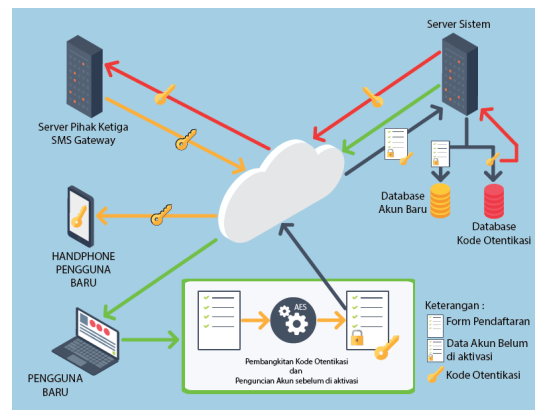 Server Sistem
Server Pihak Ketiga
SMS Gateway
Database
Akun Baru
Database
Kode Otentikasi
HANDPHONE
PENGGUNA
BARU
AES
Pembangkitan Kode Otentikasi
dan
Penguncian Akun sebelum di aktivasi
PENGGUNA
BARU
Keterangan :
Form Pendaftaran
Data Akun Belum
di aktivasi
Kode Otentikasi